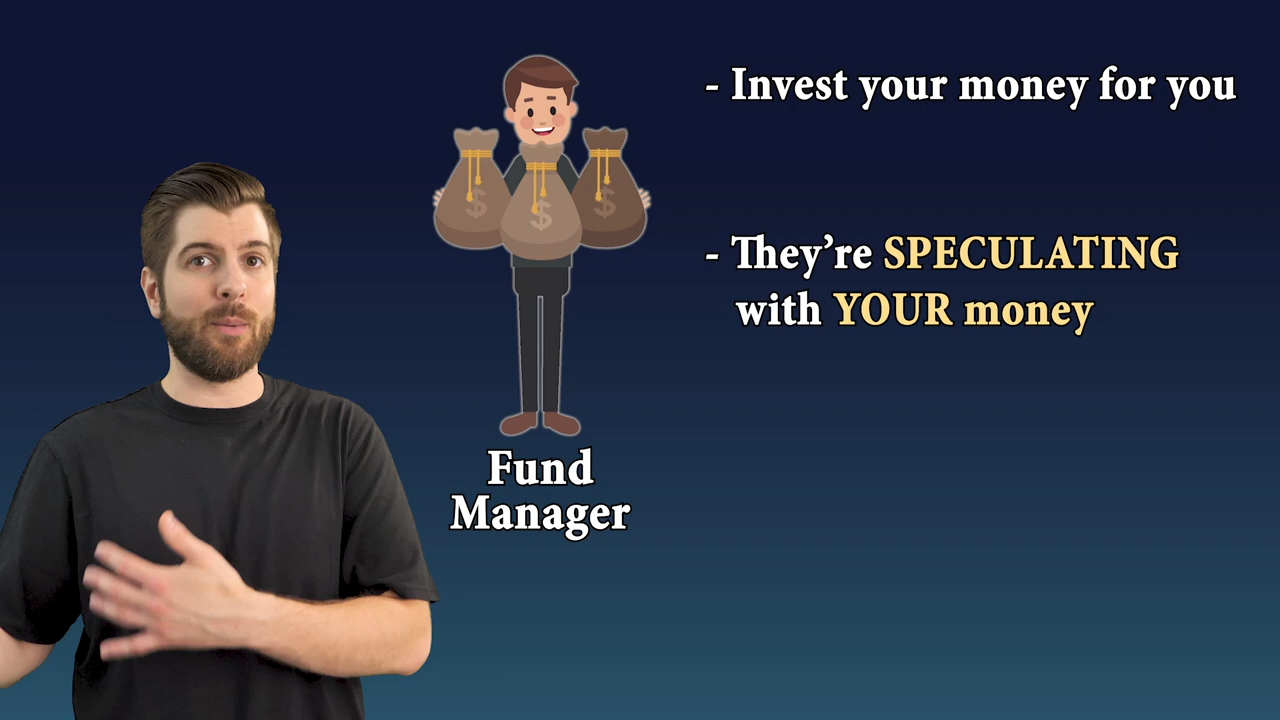 - Invest your money for you
- They’re SPECULATING
with YOUR money
Fund
Manager